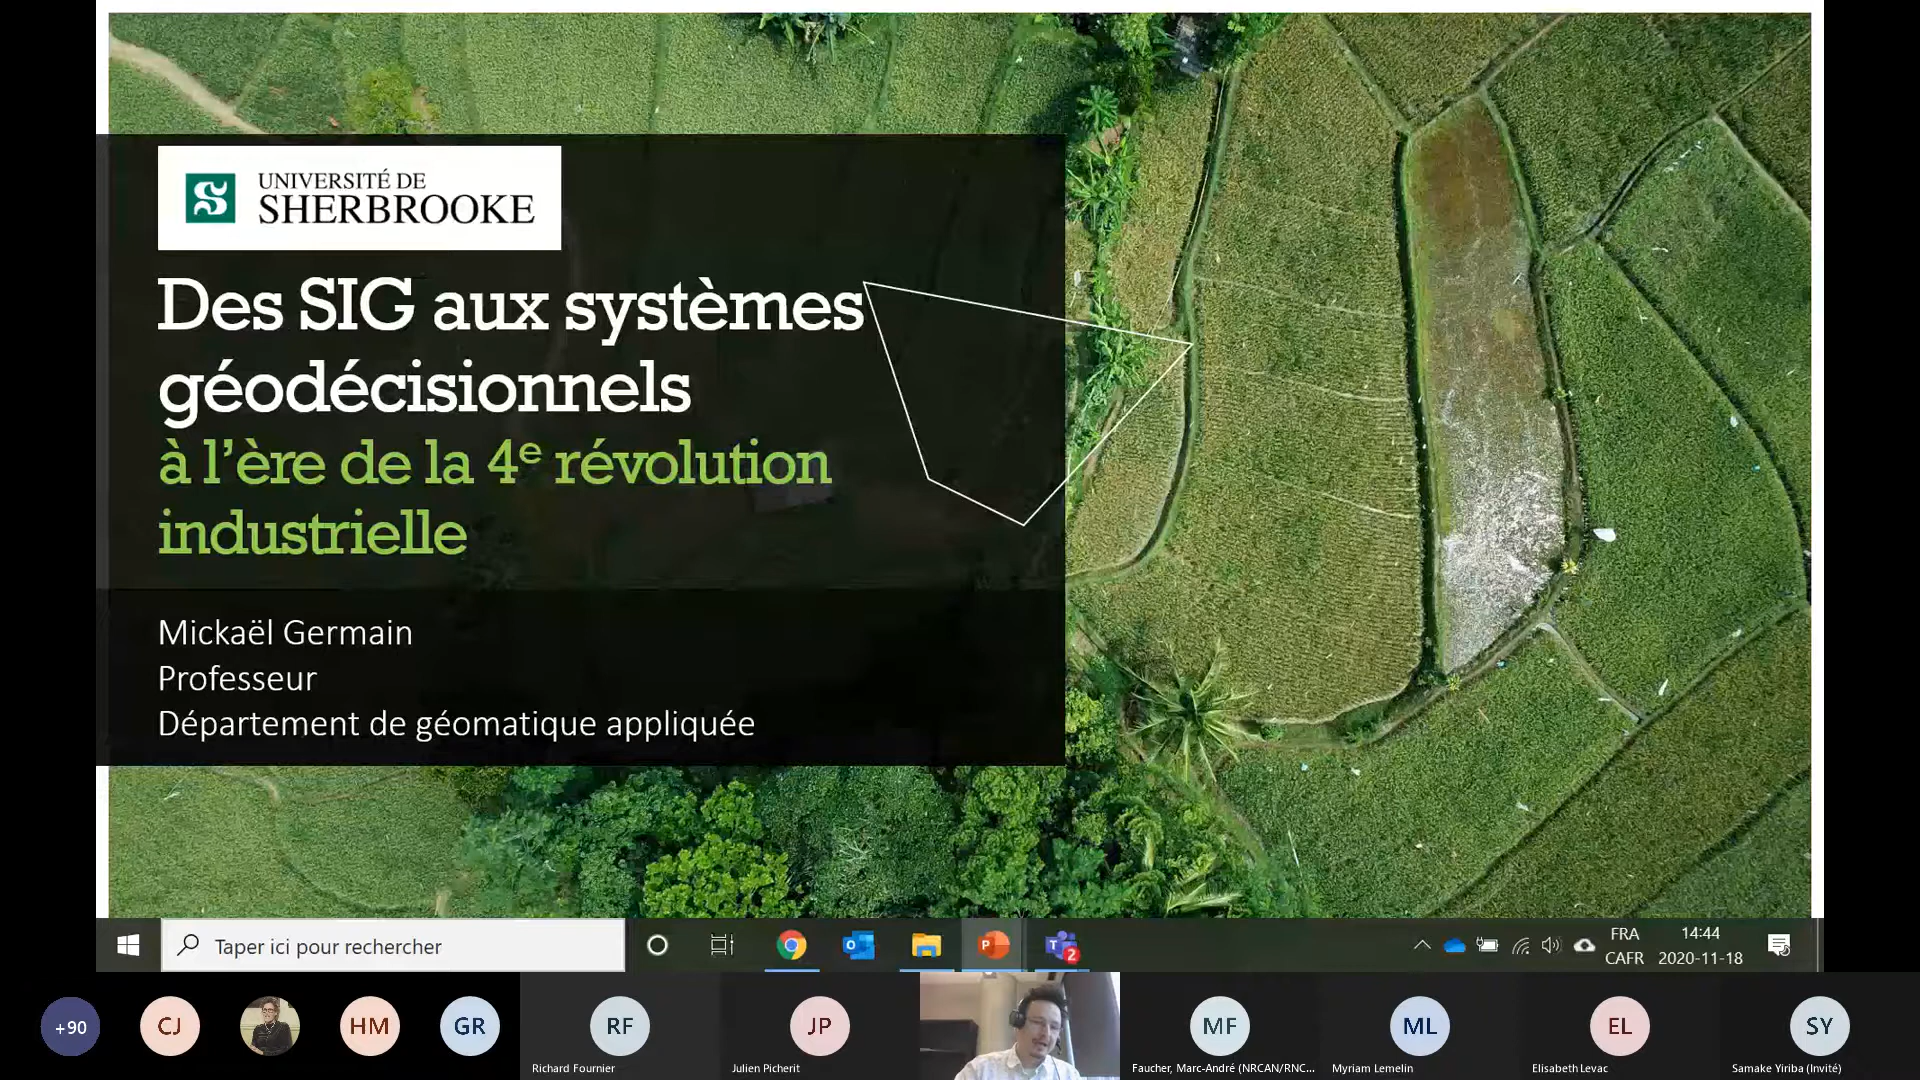 UNIVERSITÉ DE
SHERBROOKE
Des SIG aux systèmes
géodécisionnels
à l'ère de la 4e révolution
industrielle
Mickaël Germain
Professeur
Département de géomatique appliquée
Taper ici pour rechercher
P
T
2
FRA
CAFR
14:44
2020-11-18
+90
CJ
HM
GR
RF
Richard Fournier
JP
Julien Picherit
MF
Faucher, Marc-André (NRCAN/RNC...
ML
Myriam Lemelin
EL
Elisabeth Levac
SY
Samake Yiriba (Invité)